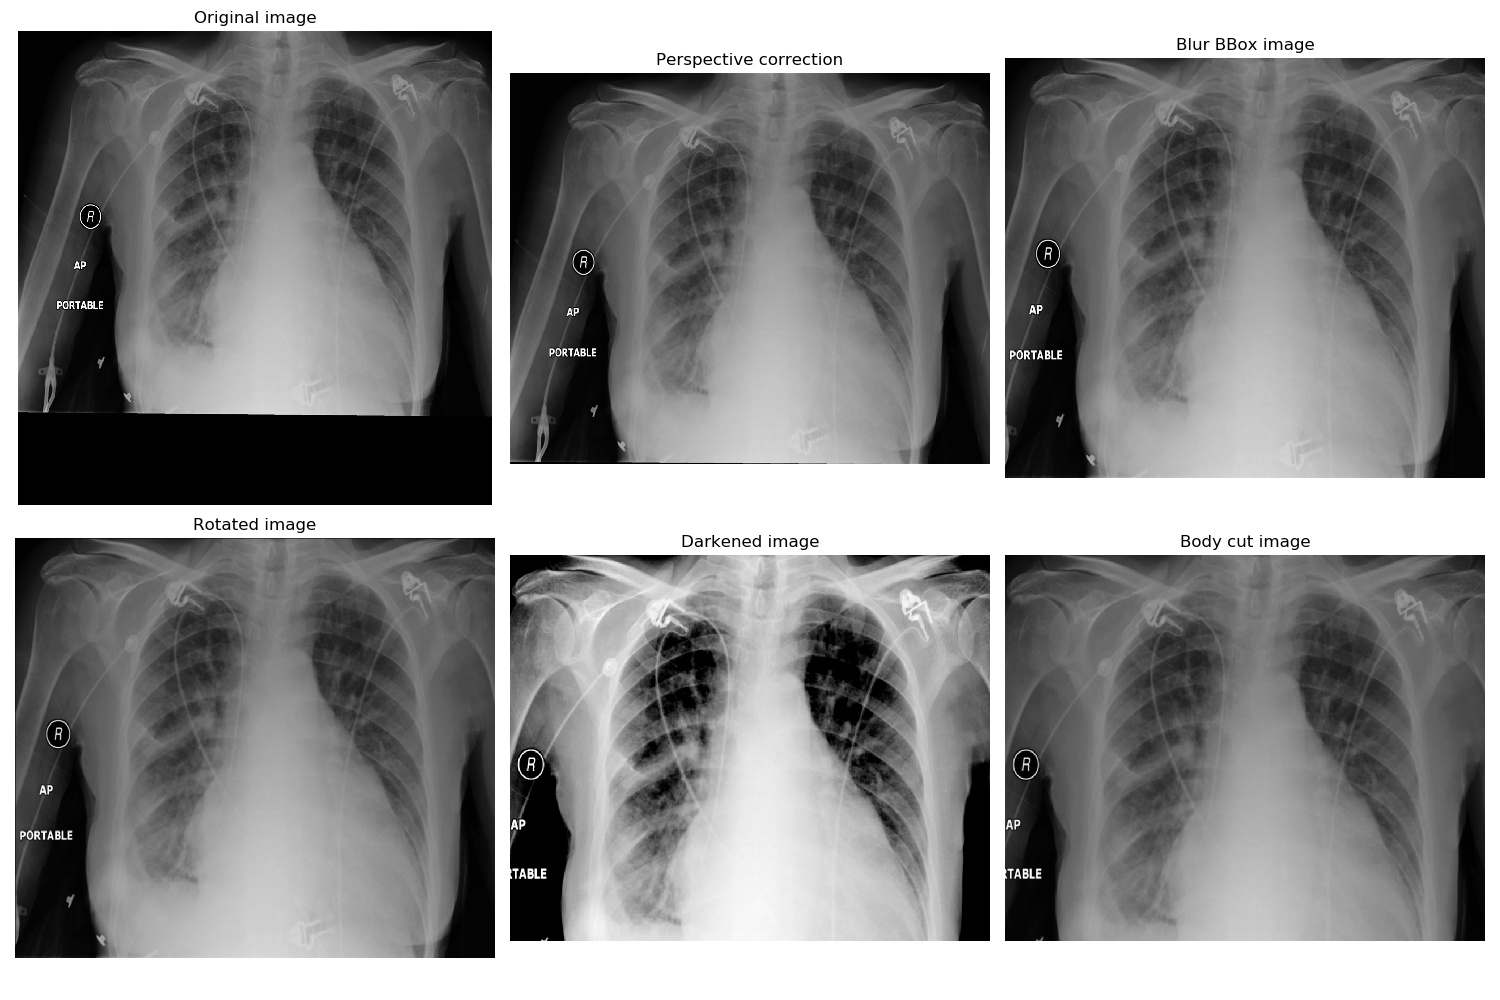 Original image
Perspective correction
Blur BBox image
R
AP
PORTABLE
R
AP
PORTABLE
R
AP
PORTABLE
Rotated image
Darkened image
Body cut image
R
AP
PORTABLE
R
AP
RTABLE
R
AP
RTABLE